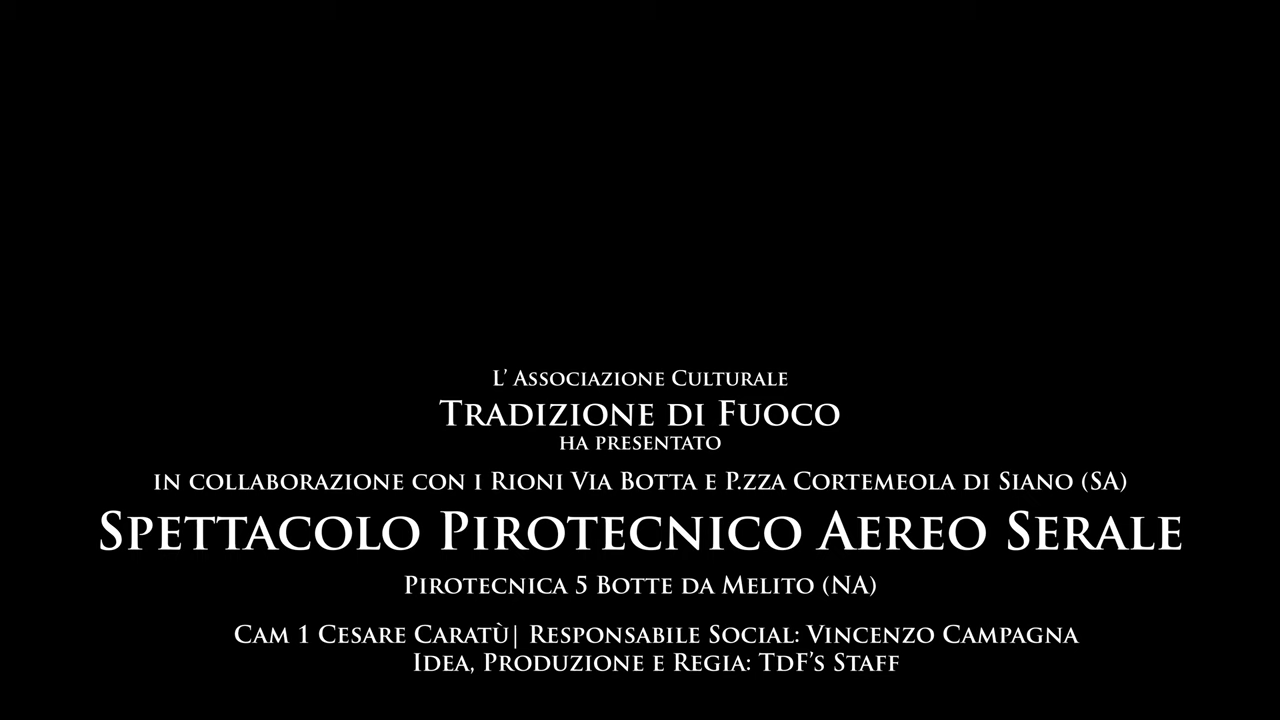 L' Associazione Culturale
Tradizione di Fuoco
ha presentato
in collaborazione con i Rioni Via Botta e P.zza Cortemeola di Siano (SA)
Spettacolo Pirotecnico Aereo Serale
Pirotecnica 5 Botte da Melito (NA)
Cam 1 Cesare Caratù| Responsabile Social: Vincenzo Campagna
Idea, Produzione e Regia: TdF's Staff